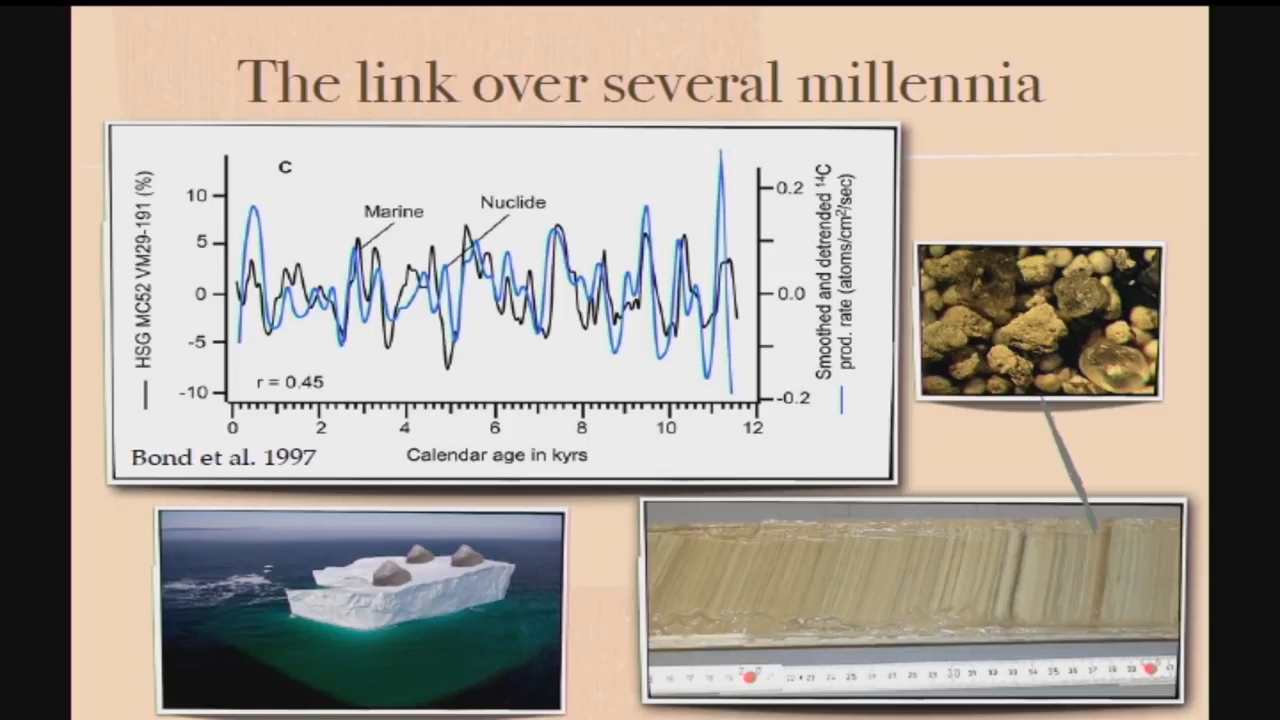 The link over several millennia
C
HSG MC52 VM29-191 (%)
10
5
0
-5
-10
Marine
Nuclide
r = 0.45
0.2
0.0
-0.2
Smoothed and detrended ¹⁴C
prod. rate (atoms/cm²/sec)
0 2 4 6 8 10 12
Calendar age in kyrs
Bond et al. 1997